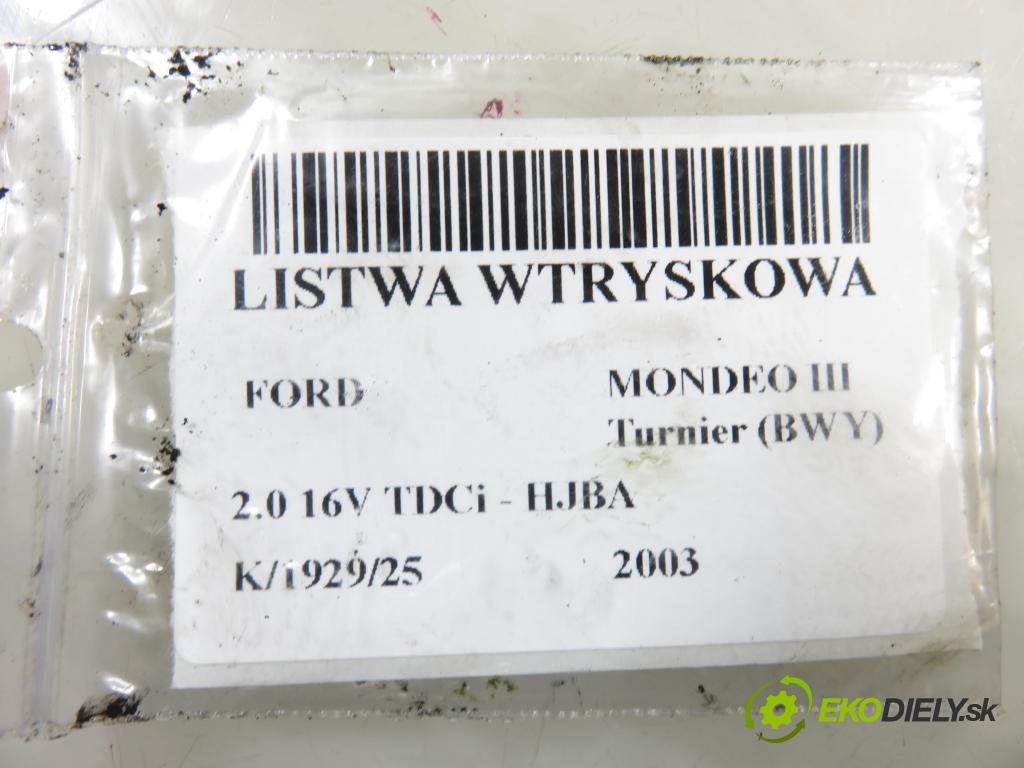 LISTWA WTRYSKOWA
FORD
MONDEO III
Turnier (BWY)
2.0 16V TDCi - HJBA
K/1929/25
2003
EKODIELY.sk